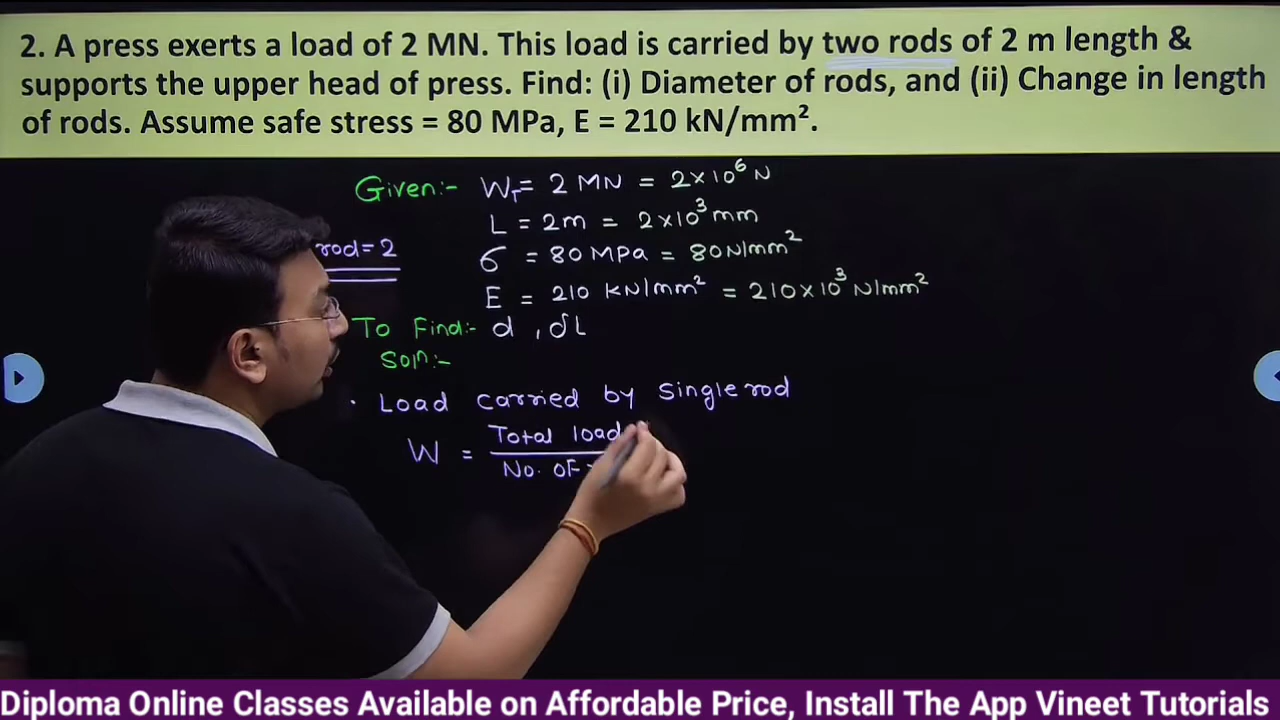 2. A press exerts a load of 2 MN. This load is carried by two rods of 2 m length &
supports the upper head of press. Find: (i) Diameter of rods, and (ii) Change in length
of rods. Assume safe stress = 80 MPa, E = 210 kN/mm².
Given:- W_T = 2 MN = 2×10⁶ N
L = 2m = 2×10³ mm
rod=2
σ = 80 MPa = 80N/mm²
E = 210 KN/mm² = 210×10³ N/mm²
To Find:- d , δL
Soln:-
· Load carried by Single rod
W = Total load / No. of
Diploma Online Classes Available on Affordable Price, Install The App Vineet Tutorials